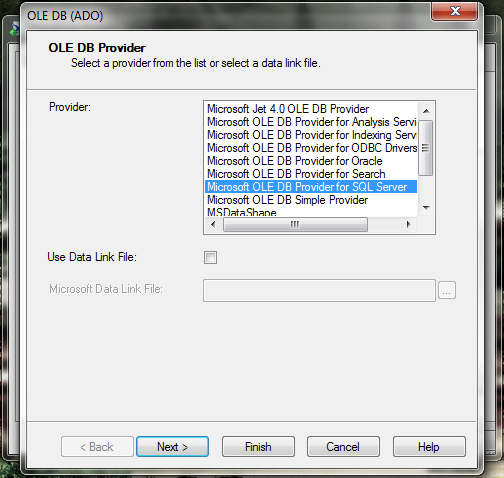 OLE DB (ADO)
OLE DB Provider
Select a provider from the list or select a data link file.
Provider:
Microsoft Jet 4.0 OLE DB Provider
Microsoft OLE DB Provider for Analysis Servi
Microsoft OLE DB Provider for Indexing Servi
Microsoft OLE DB Provider for ODBC Drivers
Microsoft OLE DB Provider for Oracle
Microsoft OLE DB Provider for Search
Microsoft OLE DB Provider for SQL Server
Microsoft OLE DB Simple Provider
MSDataShape
Use Data Link File:
Microsoft Data Link File:
...
< Back
Next >
Finish
Cancel
Help